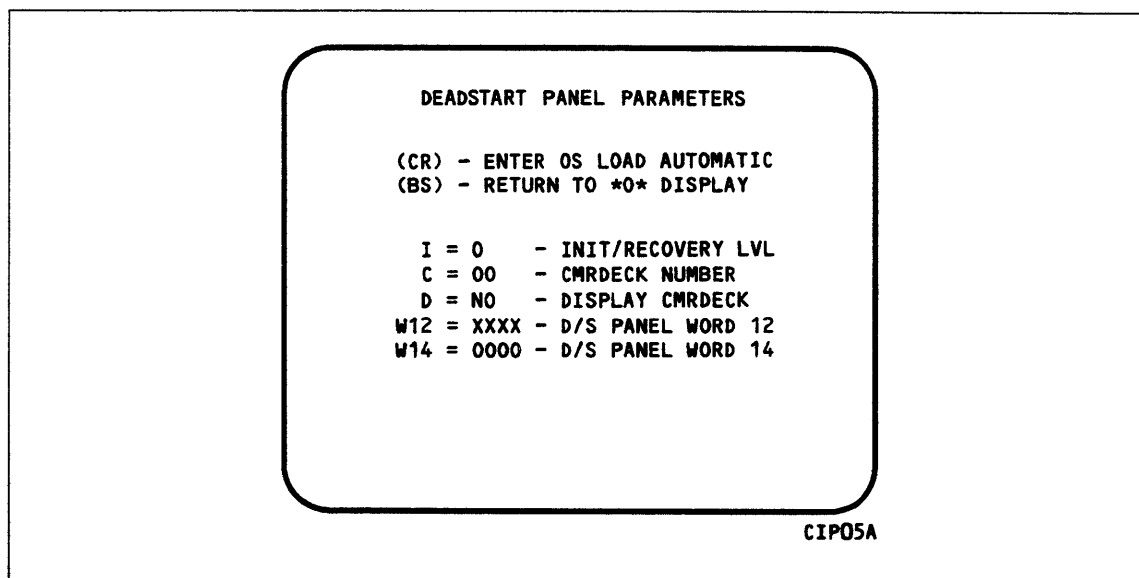 DEADSTART PANEL PARAMETERS
(CR) - ENTER OS LOAD AUTOMATIC
(BS) - RETURN TO *O* DISPLAY
I = 0 - INIT/RECOVERY LVL
C = 00 - CMRDECK NUMBER
D = NO - DISPLAY CMRDECK
W12 = XXXX - D/S PANEL WORD 12
W14 = 0000 - D/S PANEL WORD 14
CIP05A